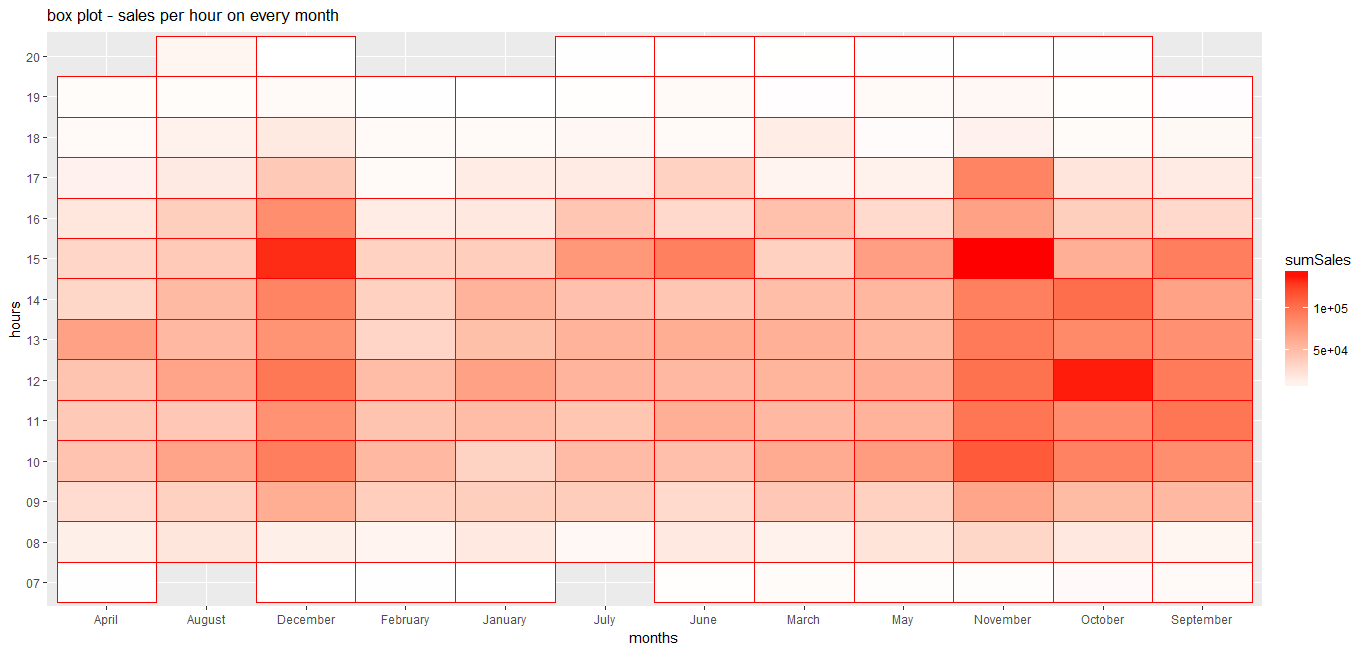 box plot - sales per hour on every month
hours
20
19
18
17
16
15
14
13
12
11
10
09
08
07
April August December February January July June March May November October September
months
sumSales
1e+05
5e+04